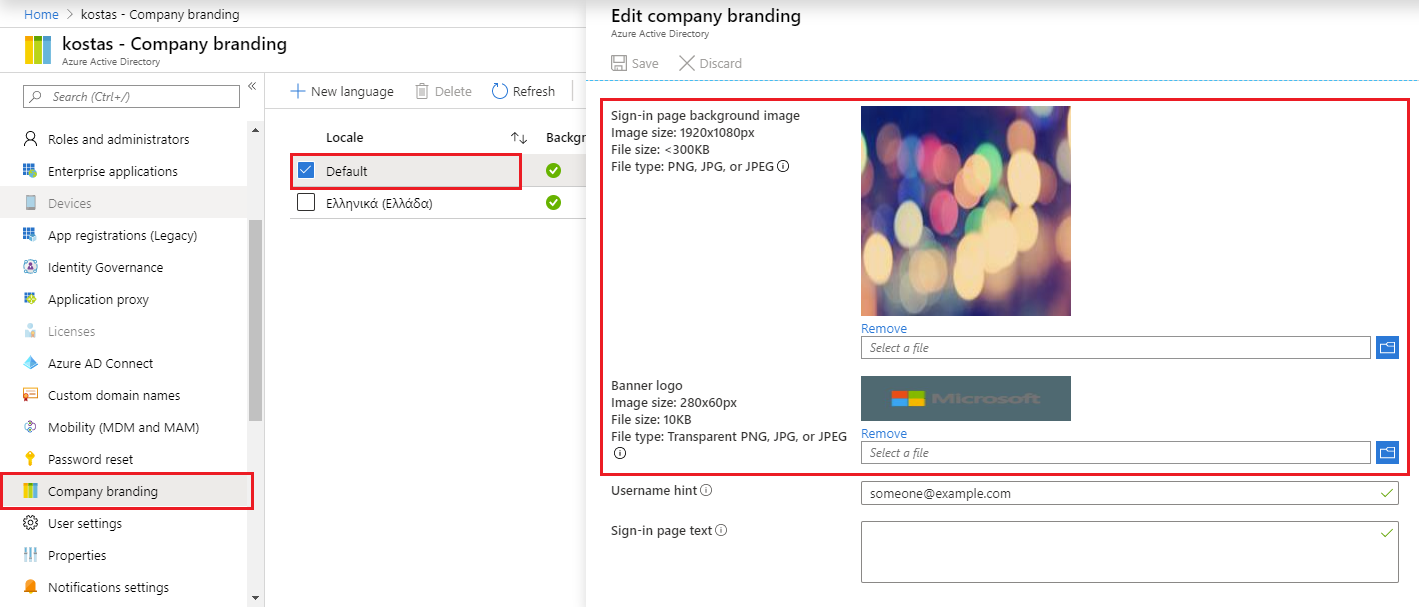 Home > kostas - Company branding
kostas - Company branding
Azure Active Directory
Search (Ctrl+/)
«
Roles and administrators
Enterprise applications
Devices
App registrations (Legacy)
Identity Governance
Application proxy
Licenses
Azure AD Connect
Custom domain names
Mobility (MDM and MAM)
Password reset
Company branding
User settings
Properties
Notifications settings
New language
Delete
Refresh
Locale
Backgr
Default
Ελληνικά (Ελλάδα)
Edit company branding
Azure Active Directory
Save
Discard
Sign-in page background image
Image size: 1920x1080px
File size: <300KB
File type: PNG, JPG, or JPEG
Remove
Select a file
Banner logo
Image size: 280x60px
File size: 10KB
File type: Transparent PNG, JPG, or JPEG
Microsoft
Remove
Select a file
Username hint
someone@example.com
Sign-in page text